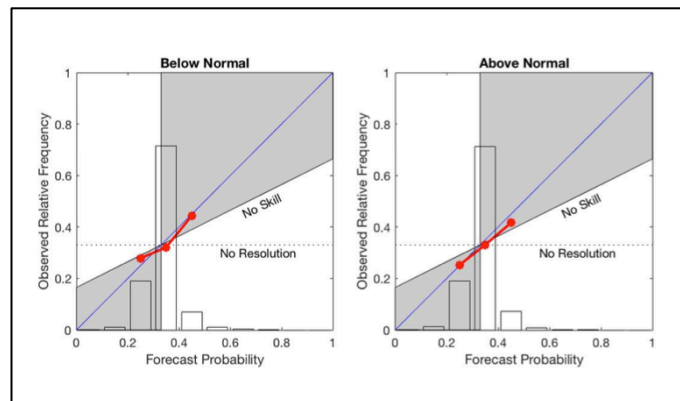 Below Normal
Observed Relative Frequency
1
0.8
0.6
0.4
0.2
0
No Skill
No Resolution
0 0.2 0.4 0.6 0.8 1
Forecast Probability
Above Normal
Observed Relative Frequency
1
0.8
0.6
0.4
0.2
0
No Skill
No Resolution
0 0.2 0.4 0.6 0.8 1
Forecast Probability